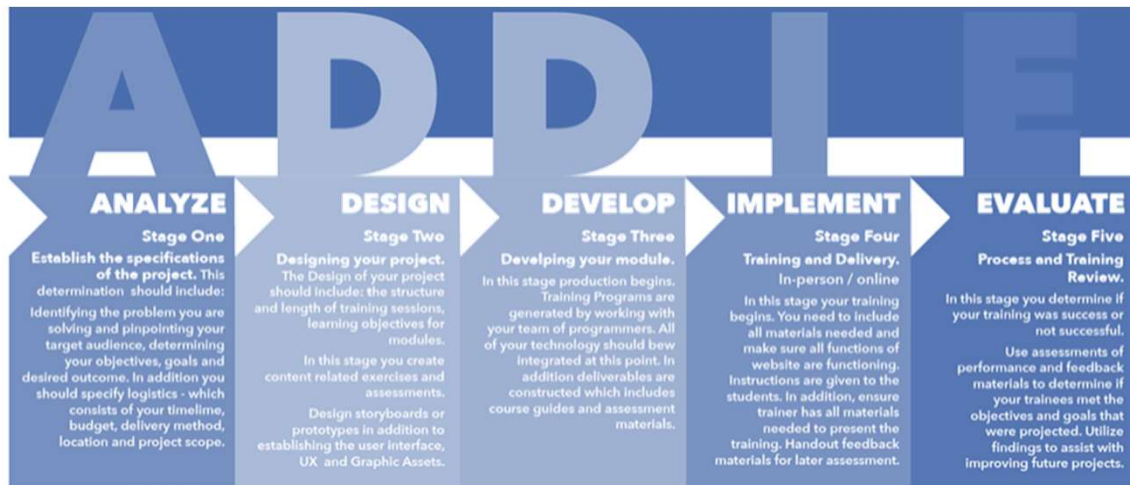 ADDIE
ANALYZE
Stage One
Establish the specifications
of the project. This
determination should include:
Identifying the problem you are
solving and pinpointing your
target audience, determining
your objectives, goals and
desired outcome. In addition you
should specify logistics - which
consists of your timelime,
budget, delivery method,
location and project scope.
DESIGN
Stage Two
Designing your project.
The Design of your project
should include: the structure
and length of training sessions,
learning objectives for
modules.
In this stage you create
content related exercises and
assessments.
Design storyboards or
prototypes in addition to
establishing the user interface,
UX and Graphic Assets.
DEVELOP
Stage Three
Develping your module.
In this stage production begins.
Training Programs are
generated by working with
your team of programmers. All
of your technology should bew
integrated at this point. In
addition deliverables are
constructed which includes
course guides and assessment
materials.
IMPLEMENT
Stage Four
Training and Delivery.
In-person / online
In this stage your training
begins. You need to include
all materials needed and
make sure all functions of
website are functioning.
Instructions are given to the
students. In addition, ensure
trainer has all materials
needed to present the
training. Handout feedback
materials for later assessment.
EVALUATE
Stage Five
Process and Training
Review.
In this stage you determine if
your training was success or
not successful.
Use assessments of
performance and feedback
materials to determine if
your trainees met the
objectives and goals that
were projected. Utilize
findings to assist with
improving future projects.